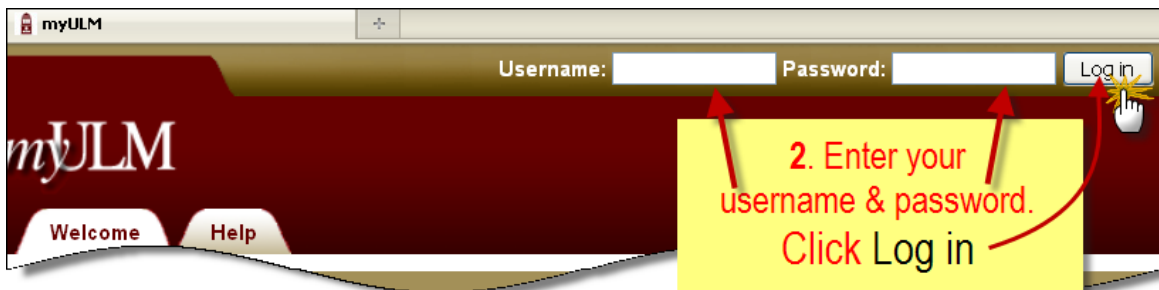 myULM
Username: Password: Log in
myULM
2. Enter your
username & password.
Click Log in
Welcome Help